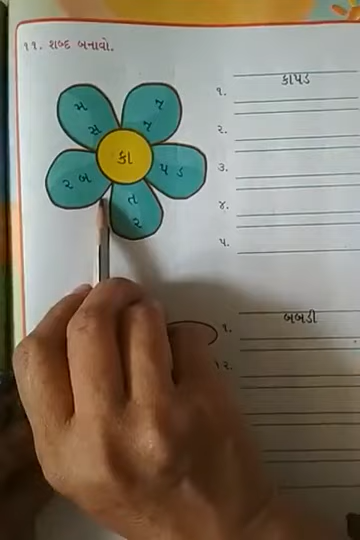 ૧૧. શબ્દ બનાવો.
મ
સ
ન
ન
કા
પ ડ
ત
ર
ર બ
૧. કાપડ
૨.
૩.
૪.
૫.
૧. બબડી
૨.